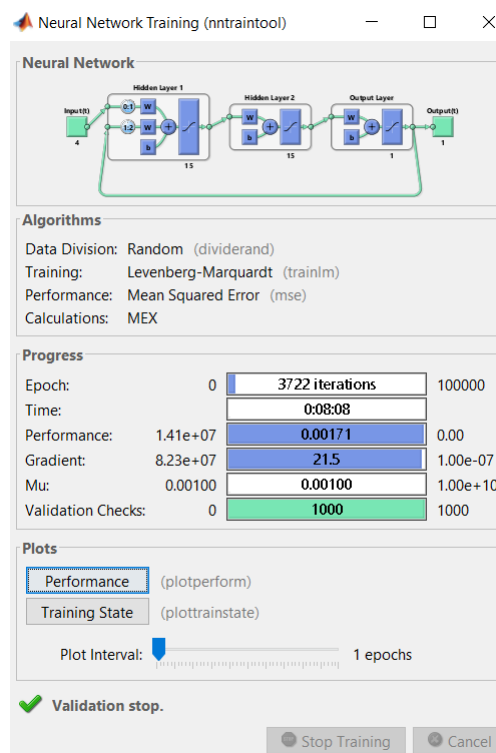 Neural Network Training (nntraintool)
Neural Network
Hidden Layer 1
Hidden Layer 2
Output Layer
Input(t)
Output(t)
0:1
W
1:2
W
b
+
W
b
+
W
b
+
4
15
15
1
1
Algorithms
Data Division: Random (dividerand)
Training: Levenberg-Marquardt (trainlm)
Performance: Mean Squared Error (mse)
Calculations: MEX
Progress
Epoch: 0 3722 iterations 100000
Time: 0:08:08
Performance: 1.41e+07 0.00171 0.00
Gradient: 8.23e+07 21.5 1.00e-07
Mu: 0.00100 0.00100 1.00e+10
Validation Checks: 0 1000 1000
Plots
Performance (plotperform)
Training State (plottrainstate)
Plot Interval: 1 epochs
Validation stop.
Stop Training Cancel